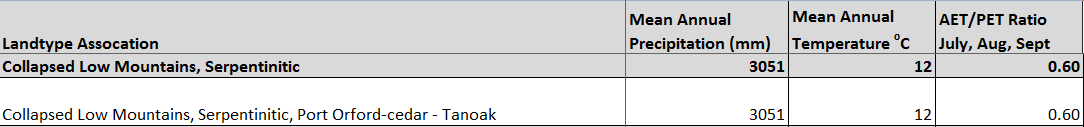 Landtype Assocation Mean Annual Precipitation (mm) Mean Annual Temperature °C AET/PET Ratio July, Aug, Sept
Collapsed Low Mountains, Serpentinitic 3051 12 0.60
Collapsed Low Mountains, Serpentinitic, Port Orford-cedar - Tanoak 3051 12 0.60